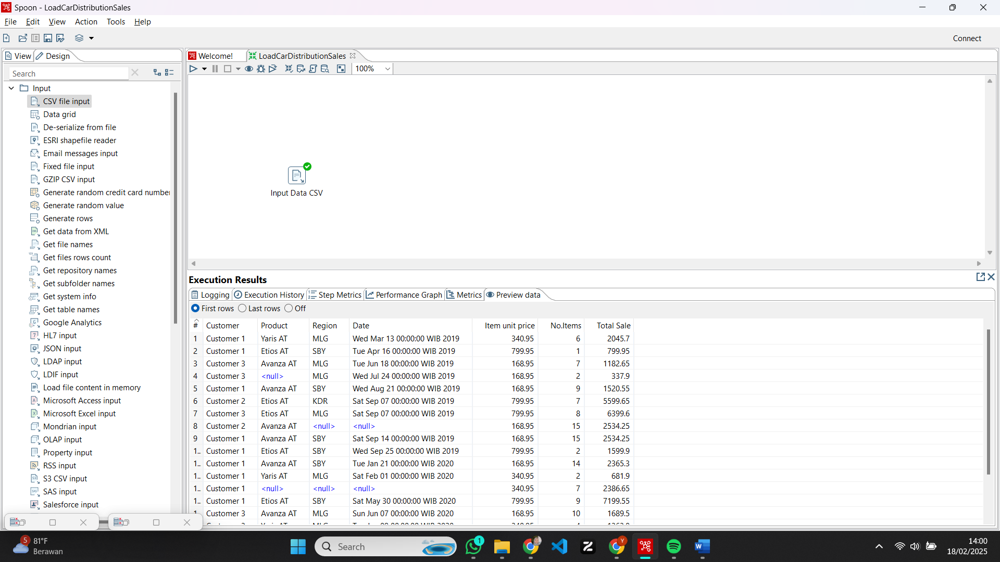 Spoon - LoadCarDistributionSales
File Edit View Action Tools Help
Connect
View Design
Search
Input
CSV file input
Data grid
De-serialize from file
ESRI shapefile reader
Email messages input
Fixed file input
GZIP CSV input
Generate random credit card number
Generate random value
Generate rows
Get data from XML
Get file names
Get files rows count
Get repository names
Get subfolder names
Get system info
Get table names
Google Analytics
HL7 input
JSON input
LDAP input
LDIF input
Load file content in memory
Microsoft Access input
Microsoft Excel input
Mondrian input
OLAP input
Property input
RSS input
S3 CSV input
SAS input
Salesforce input
Welcome! LoadCarDistributionSales
100%
Input Data CSV
Execution Results
Logging Execution History Step Metrics Performance Graph Metrics Preview data
First rows Last rows Off
# Customer Product Region Date Item unit price No.Items Total Sale
1 Customer 1 Yaris AT MLG Wed Mar 13 00:00:00 WIB 2019 340.95 6 2045.7
2 Customer 1 Etios AT SBY Tue Apr 16 00:00:00 WIB 2019 799.95 1 799.95
3 Customer 3 Avanza AT MLG Tue Jun 18 00:00:00 WIB 2019 168.95 7 1182.65
4 Customer 3 <null> MLG Wed Jul 24 00:00:00 WIB 2019 168.95 2 337.9
5 Customer 1 Avanza AT SBY Wed Aug 21 00:00:00 WIB 2019 168.95 9 1520.55
6 Customer 2 Etios AT KDR Sat Sep 07 00:00:00 WIB 2019 799.95 7 5599.65
7 Customer 3 Etios AT MLG Sat Sep 07 00:00:00 WIB 2019 799.95 8 6399.6
8 Customer 2 Avanza AT <null> <null> 168.95 15 2534.25
9 Customer 1 Avanza AT SBY Sat Sep 14 00:00:00 WIB 2019 168.95 15 2534.25
1.. Customer 1 Etios AT SBY Wed Sep 25 00:00:00 WIB 2019 799.95 2 1599.9
1.. Customer 1 Avanza AT SBY Tue Jan 21 00:00:00 WIB 2020 168.95 14 2365.3
1.. Customer 1 Yaris AT MLG Sat Feb 01 00:00:00 WIB 2020 340.95 2 681.9
1.. Customer 1 <null> <null> <null> 340.95 7 2386.65
1.. Customer 1 Etios AT SBY Sat May 30 00:00:00 WIB 2020 799.95 9 7199.55
1.. Customer 3 Avanza AT MLG Sun Jun 07 00:00:00 WIB 2020 168.95 10 1689.5
5 81°F
Berawan
Search
1
Y
W
14:00
18/02/2025